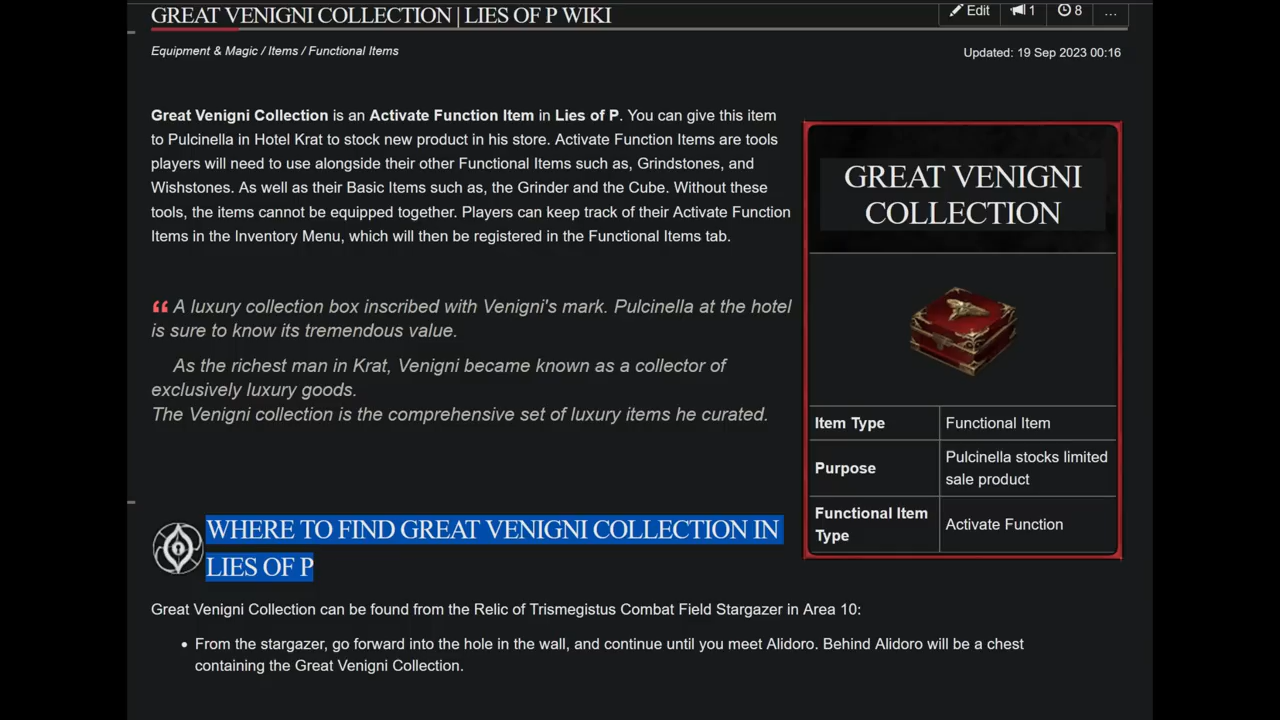 GREAT VENIGNI COLLECTION | LIES OF P WIKI
Edit
1
8
...
Equipment & Magic / Items / Functional Items
Updated: 19 Sep 2023 00:16
Great Venigni Collection is an Activate Function Item in Lies of P. You can give this item
to Pulcinella in Hotel Krat to stock new product in his store. Activate Function Items are tools
players will need to use alongside their other Functional Items such as, Grindstones, and
Wishstones. As well as their Basic Items such as, the Grinder and the Cube. Without these
tools, the items cannot be equipped together. Players can keep track of their Activate Function
Items in the Inventory Menu, which will then be registered in the Functional Items tab.
“ A luxury collection box inscribed with Venigni's mark. Pulcinella at the hotel
is sure to know its tremendous value.
As the richest man in Krat, Venigni became known as a collector of
exclusively luxury goods.
The Venigni collection is the comprehensive set of luxury items he curated.
GREAT VENIGNI
COLLECTION
Item Type
Functional Item
Purpose
Pulcinella stocks limited
sale product
Functional Item
Type
Activate Function
WHERE TO FIND GREAT VENIGNI COLLECTION IN
LIES OF P
Great Venigni Collection can be found from the Relic of Trismegistus Combat Field Stargazer in Area 10:
• From the stargazer, go forward into the hole in the wall, and continue until you meet Alidoro. Behind Alidoro will be a chest
containing the Great Venigni Collection.